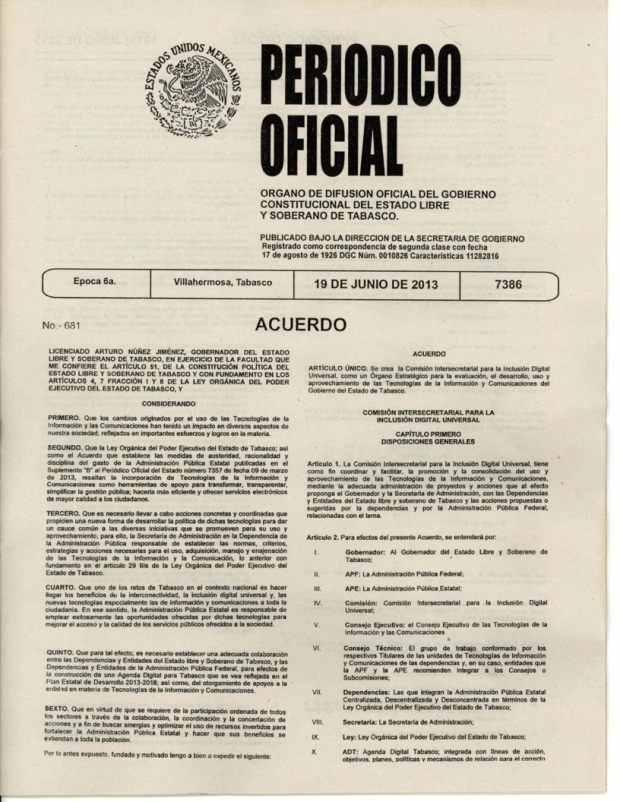 ESTADOS UNIDOS MEXICANOS
PERIODICO
OFICIAL
ORGANO DE DIFUSION OFICIAL DEL GOBIERNO
CONSTITUCIONAL DEL ESTADO LIBRE
Y SOBERANO DE TABASCO.
PUBLICADO BAJO LA DIRECCION DE LA SECRETARIA DE GOBIERNO
Registrado como correspondencia de segunda clase con fecha
17 de agosto de 1926 DGC Núm. 0010826 Características 11282816
Epoca 6a.
Villahermosa, Tabasco
19 DE JUNIO DE 2013
7386
No.- 681
ACUERDO
LICENCIADO ARTURO NÚÑEZ JIMÉNEZ, GOBERNADOR DEL ESTADO
LIBRE Y SOBERANO DE TABASCO, EN EJERCICIO DE LA FACULTAD QUE
ME CONFIERE EL ARTÍCULO 51, DE LA CONSTITUCIÓN POLÍTICA DEL
ESTADO LIBRE Y SOBERANO DE TABASCO Y CON FUNDAMENTO EN LOS
ARTÍCULOS 4, 7 FRACCIÓN I Y 8 DE LA LEY ORGÁNICA DEL PODER
EJECUTIVO DEL ESTADO DE TABASCO, Y
CONSIDERANDO
PRIMERO. Que los cambios originados por el uso de las Tecnologías de la
Información y las Comunicaciones han tenido un impacto en diversos aspectos de
nuestra sociedad, reflejados en importantes esfuerzos y logros en la materia.
SEGUNDO. Que la Ley Orgánica del Poder Ejecutivo del Estado de Tabasco; así
como el Acuerdo que establece las medidas de austeridad, racionalidad y
disciplina del gasto de la Administración Pública Estatal publicadas en el
Suplemento "B" al Periódico Oficial del Estado número 7357 de fecha 09 de marzo
de 2013, resaltan la incorporación de Tecnologías de la Información y
Comunicaciones como herramientas de apoyo para transformar, transparentar,
simplificar la gestión pública; hacerla más eficiente y ofrecer servicios electrónicos
de mayor calidad a los ciudadanos.
TERCERO. Que es necesario llevar a cabo acciones concretas y coordinadas que
propicien una nueva forma de desarrollar la política de dichas tecnologías para dar
un cauce común a las diversas iniciativas que se promueven para su uso y
aprovechamiento, para ello, la Secretaría de Administración es la Dependencia de
la Administración Pública responsable de establecer las normas, criterios,
estrategias y acciones necesarias para el uso, adquisición, manejo y enajenación
de las Tecnologías de la Información y la Comunicación, lo anterior con
fundamento en el artículo 29 Bis de la Ley Orgánica del Poder Ejecutivo del Estado
de Tabasco.
CUARTO. Que uno de los retos de Tabasco en el contexto nacional es hacer
llegar los beneficios de la interconectividad, la inclusión digital universal y, las
nuevas tecnologías especialmente las de información y comunicaciones a toda la
ciudadanía. En ese sentido, la Administración Pública Estatal es responsable de
emplear exitosamente las oportunidades ofrecidas por dichas tecnologías para
mejorar el acceso y la calidad de los servicios públicos ofrecidos a la sociedad.
QUINTO. Que para tal efecto, es necesario establecer una adecuada colaboración
entre las Dependencias y Entidades del Estado libre y Soberano de Tabasco, y las
Dependencias y Entidades de la Administración Pública Federal, para efectos de
la construcción de una Agenda Digital para Tabasco que se vea reflejada en el
Plan Estatal de Desarrollo 2013-2018; así como, del otorgamiento de apoyos a la
entidad en materia de Tecnologías de la Información y Comunicaciones.
SEXTO. Que en virtud de que se requiere de la participación ordenada de todos
los sectores a través de la colaboración, la coordinación y la concertación de
acciones y a fin de buscar sinergias y optimizar el uso de recursos invertidos para
fortalecer la Administración Pública Estatal y hacer que sus beneficios se
extiendan a toda la población.
Por lo antes expuesto, fundado y motivado tengo a bien a expedir el siguiente:
ACUERDO
ARTÍCULO ÚNICO. Se crea la Comisión Intersecretarial para la Inclusión Digital
Universal, como un Órgano Estratégico para la evaluación, el desarrollo, uso y
aprovechamiento de las Tecnologías de la Información y Comunicaciones del
Gobierno del Estado de Tabasco.
COMISIÓN INTERSECRETARIAL PARA LA
INCLUSIÓN DIGITAL UNIVERSAL
CAPÍTULO PRIMERO
DISPOSICIONES GENERALES
Artículo 1. La Comisión Intersecretarial para la Inclusión Digital Universal, tiene
como fin coordinar y facilitar, la promoción y la consolidación del uso y
aprovechamiento de las Tecnologías de la Información y Comunicaciones,
mediante la adecuada administración de proyectos y acciones que al efecto
proponga el Gobernador y la Secretaría de Administración, con las Dependencias
y Entidades del Estado libre y soberano de Tabasco y las acciones propuestas o
sugeridas por la dependencias y por la Administración Pública Federal,
relacionadas con el tema.
Artículo 2. Para efectos del presente Acuerdo, se entenderá por:
I. Gobernador: Al Gobernador del Estado Libre y Soberano de
Tabasco;
II. APF: La Administración Pública Federal;
III. APE: La Administración Pública Estatal;
IV. Comisión: Comisión Intersecretarial para la Inclusión Digital
Universal;
V. Consejo Ejecutivo: el Consejo Ejecutivo de las Tecnologías de la
Información y las Comunicaciones
VI. Consejo Técnico: El grupo de trabajo conformado por los
respectivos Titulares de las unidades de Tecnologías de Información
y Comunicaciones de las dependencias y, en su caso, entidades que
la APF y la APE recomienden integrar a los Consejos o
Subcomisiones;
VII. Dependencias: Las que integran la Administración Pública Estatal
Centralizada, Descentralizada y Desconcentrada en términos de la
Ley Orgánica del Poder Ejecutivo del Estado de Tabasco;
VIII. Secretaría: La Secretaría de Administración;
IX. Ley: Ley Orgánica del Poder Ejecutivo del Estado de Tabasco;
X. ADT: Agenda Digital Tabasco; integrada con líneas de acción,
objetivos, planes, políticas y mecanismos de relación para el correcto